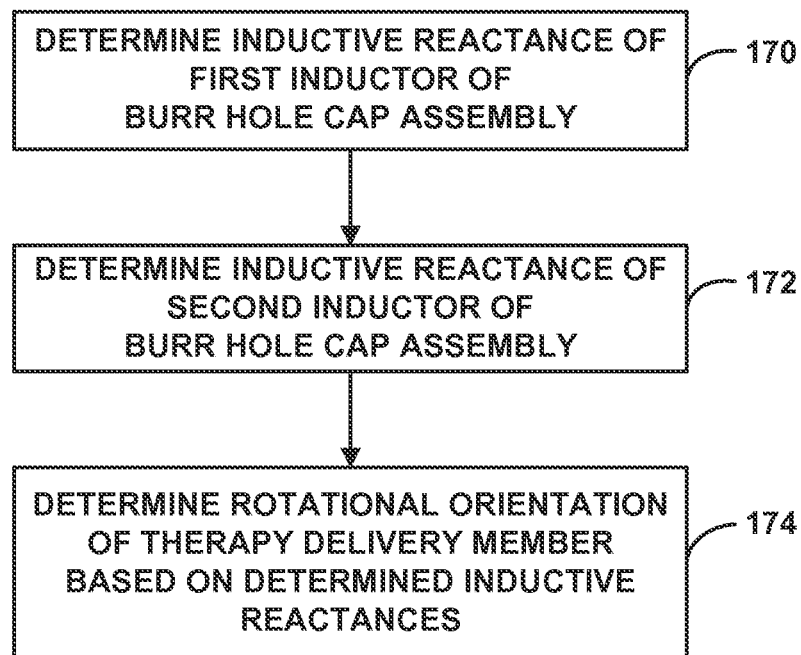 DETERMINE INDUCTIVE REACTANCE OF
FIRST INDUCTOR OF
BURR HOLE CAP ASSEMBLY
170
DETERMINE INDUCTIVE REACTANCE OF
SECOND INDUCTOR OF
BURR HOLE CAP ASSEMBLY
172
DETERMINE ROTATIONAL ORIENTATION
OF THERAPY DELIVERY MEMBER
BASED ON DETERMINED INDUCTIVE
REACTANCES
174